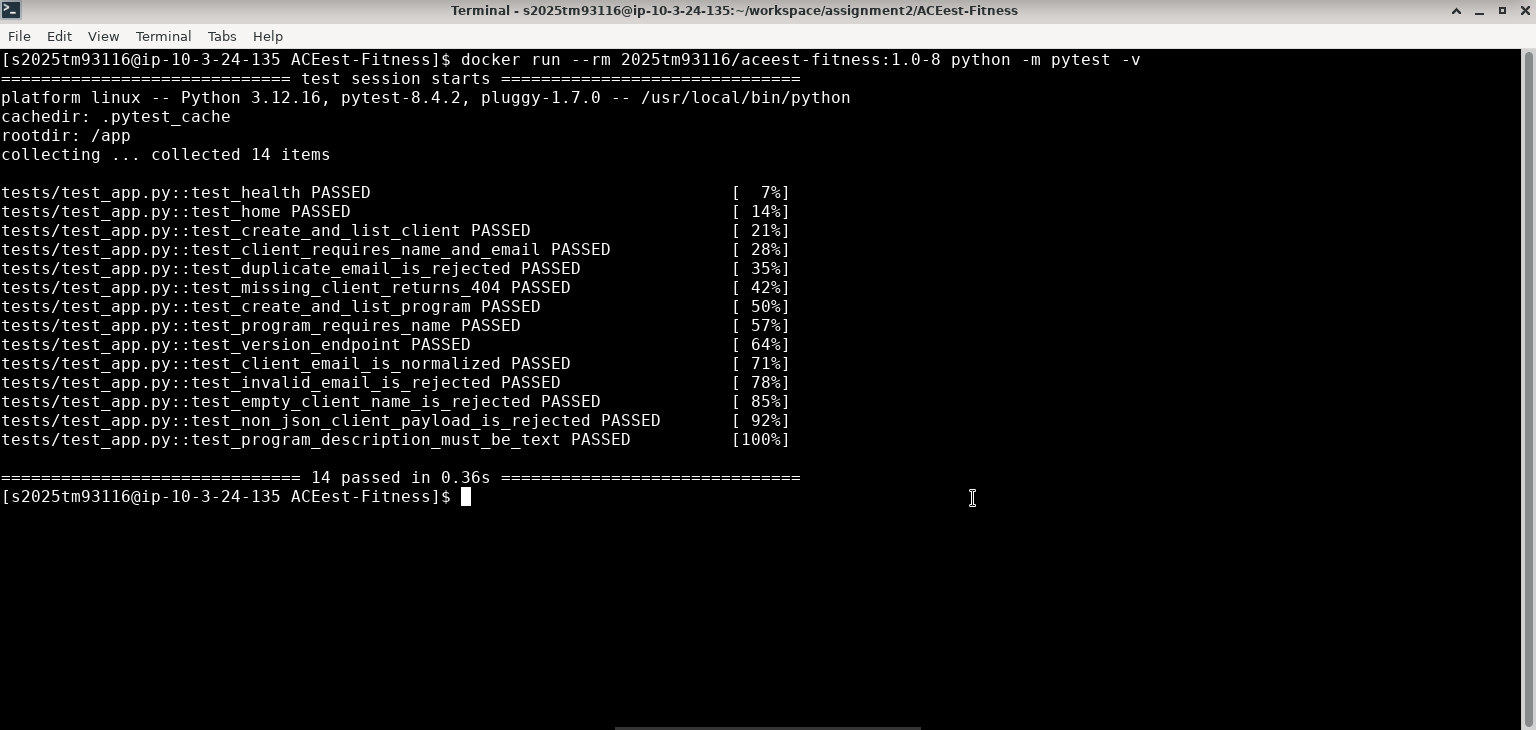 Terminal - s2025tm93116@ip-10-3-24-135:~/workspace/assignment2/ACEest-Fitness
File Edit View Terminal Tabs Help
[s2025tm93116@ip-10-3-24-135 ACEest-Fitness]$ docker run --rm 2025tm93116/aceest-fitness:1.0-8 python -m pytest -v
============================= test session starts ==============================
platform linux -- Python 3.12.16, pytest-8.4.2, pluggy-1.7.0 -- /usr/local/bin/python
cachedir: .pytest_cache
rootdir: /app
collecting ... collected 14 items
tests/test_app.py::test_health PASSED                                    [  7%]
tests/test_app.py::test_home PASSED                                      [ 14%]
tests/test_app.py::test_create_and_list_client PASSED                    [ 21%]
tests/test_app.py::test_client_requires_name_and_email PASSED            [ 28%]
tests/test_app.py::test_duplicate_email_is_rejected PASSED               [ 35%]
tests/test_app.py::test_missing_client_returns_404 PASSED                [ 42%]
tests/test_app.py::test_create_and_list_program PASSED                   [ 50%]
tests/test_app.py::test_program_requires_name PASSED                     [ 57%]
tests/test_app.py::test_version_endpoint PASSED                          [ 64%]
tests/test_app.py::test_client_email_is_normalized PASSED                [ 71%]
tests/test_app.py::test_invalid_email_is_rejected PASSED                 [ 78%]
tests/test_app.py::test_empty_client_name_is_rejected PASSED             [ 85%]
tests/test_app.py::test_non_json_client_payload_is_rejected PASSED       [ 92%]
tests/test_app.py::test_program_description_must_be_text PASSED          [100%]
============================== 14 passed in 0.36s ==============================
[s2025tm93116@ip-10-3-24-135 ACEest-Fitness]$